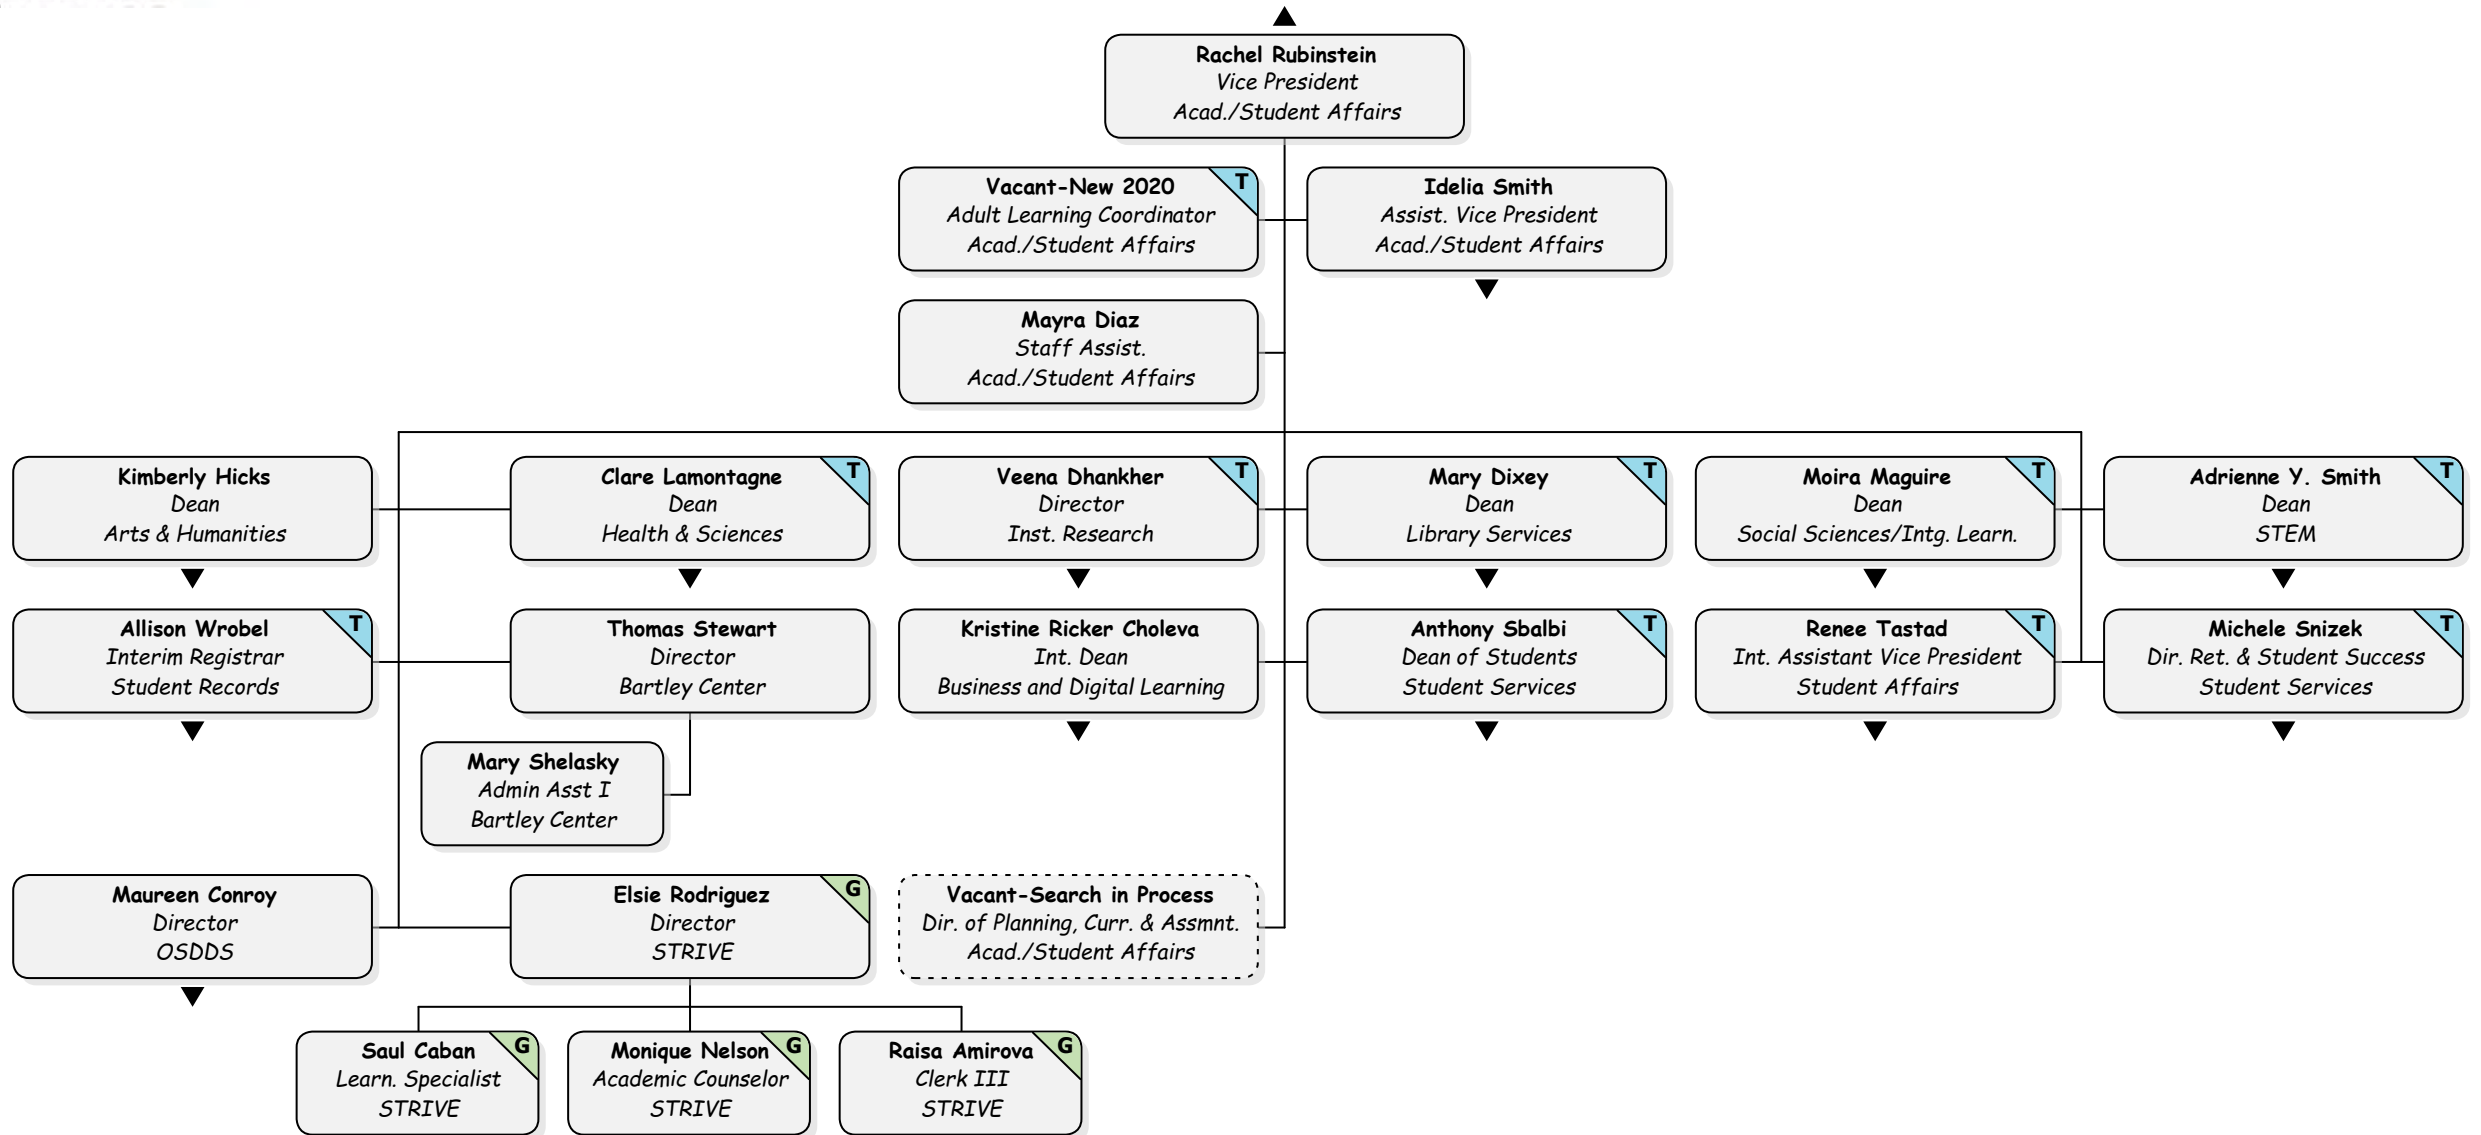 Rachel Rubinstein
Vice President
Acad./Student Affairs
Vacant-New 2020
T
Adult Learning Coordinator
Acad./Student Affairs
Idelia Smith
Assist. Vice President
Acad./Student Affairs
Mayra Diaz
Staff Assist.
Acad./Student Affairs
Kimberly Hicks
Dean
Arts & Humanities
Clare Lamontagne
T
Dean
Health & Sciences
Veena Dhankher
T
Director
Inst. Research
Mary Dixey
T
Dean
Library Services
Moira Maguire
T
Dean
Social Sciences/Intg. Learn.
Adrienne Y. Smith
T
Dean
STEM
Allison Wrobel
T
Interim Registrar
Student Records
Thomas Stewart
Director
Bartley Center
Kristine Ricker Choleva
Int. Dean
Business and Digital Learning
Anthony Sbalbi
T
Dean of Students
Student Services
Renee Tastad
T
Int. Assistant Vice President
Student Affairs
Michele Snizek
T
Dir. Ret. & Student Success
Student Services
Mary Shelasky
Admin Asst I
Bartley Center
Maureen Conroy
Director
OSDDS
Elsie Rodriguez
G
Director
STRIVE
Vacant-Search in Process
Dir. of Planning, Curr. & Assmnt.
Acad./Student Affairs
Saul Caban
G
Learn. Specialist
STRIVE
Monique Nelson
G
Academic Counselor
STRIVE
Raisa Amirova
G
Clerk III
STRIVE